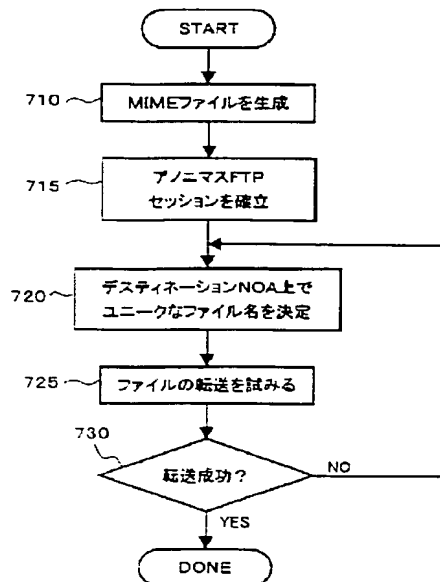 START
710
MIMEファイルを生成
715
アノニマスFTP
セッションを確立
720
デスティネーションNOA上で
ユニークなファイル名を決定
725
ファイルの転送を試みる
730
転送成功?
NO
YES
DONE